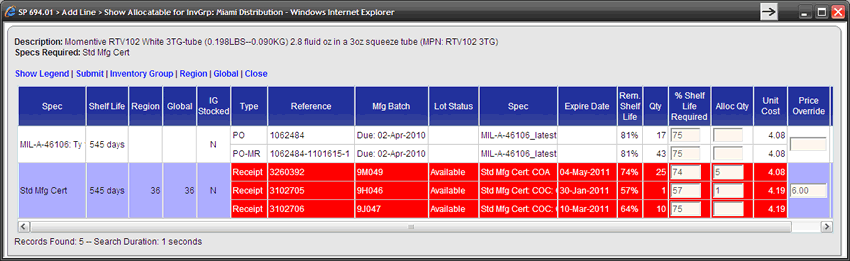 SP 694.01 > Add Line > Show Allocatable for InvGrp: Miami Distribution - Windows Internet Explorer
Description: Momentive RTV102 White 3TG-tube (0.198LBS--0.090KG) 2.8 fluid oz in a 3oz squeeze tube (MPN: RTV102 3TG)
Specs Required: Std Mfg Cert
Show Legend | Submit | Inventory Group | Region | Global | Close
Spec Shelf Life Region Global IG Stocked Type Reference Mfg Batch Lot Status Spec Expire Date Rem. Shelf Life Qty % Shelf Life Required Alloc Qty Unit Cost Price Override
MIL-A-46106: Ty 545 days N
PO 1062484 Due: 02-Apr-2010 MIL-A-46106_latest 81% 17 75 4.08
PO-MR 1062484-1101615-1 Due: 02-Apr-2010 MIL-A-46106_latest 81% 43 75 4.08
Std Mfg Cert 545 days 36 36 N
Receipt 3260392 9M049 Available Std Mfg Cert: COA 04-May-2011 74% 25 74 5 4.08
Receipt 3102705 9H046 Available Std Mfg Cert: COC: 30-Jan-2011 57% 1 57 1 4.19 6.00
Receipt 3102706 9J047 Available Std Mfg Cert: COC: 10-Mar-2011 64% 10 75 4.19
Records Found: 5 -- Search Duration: 1 seconds